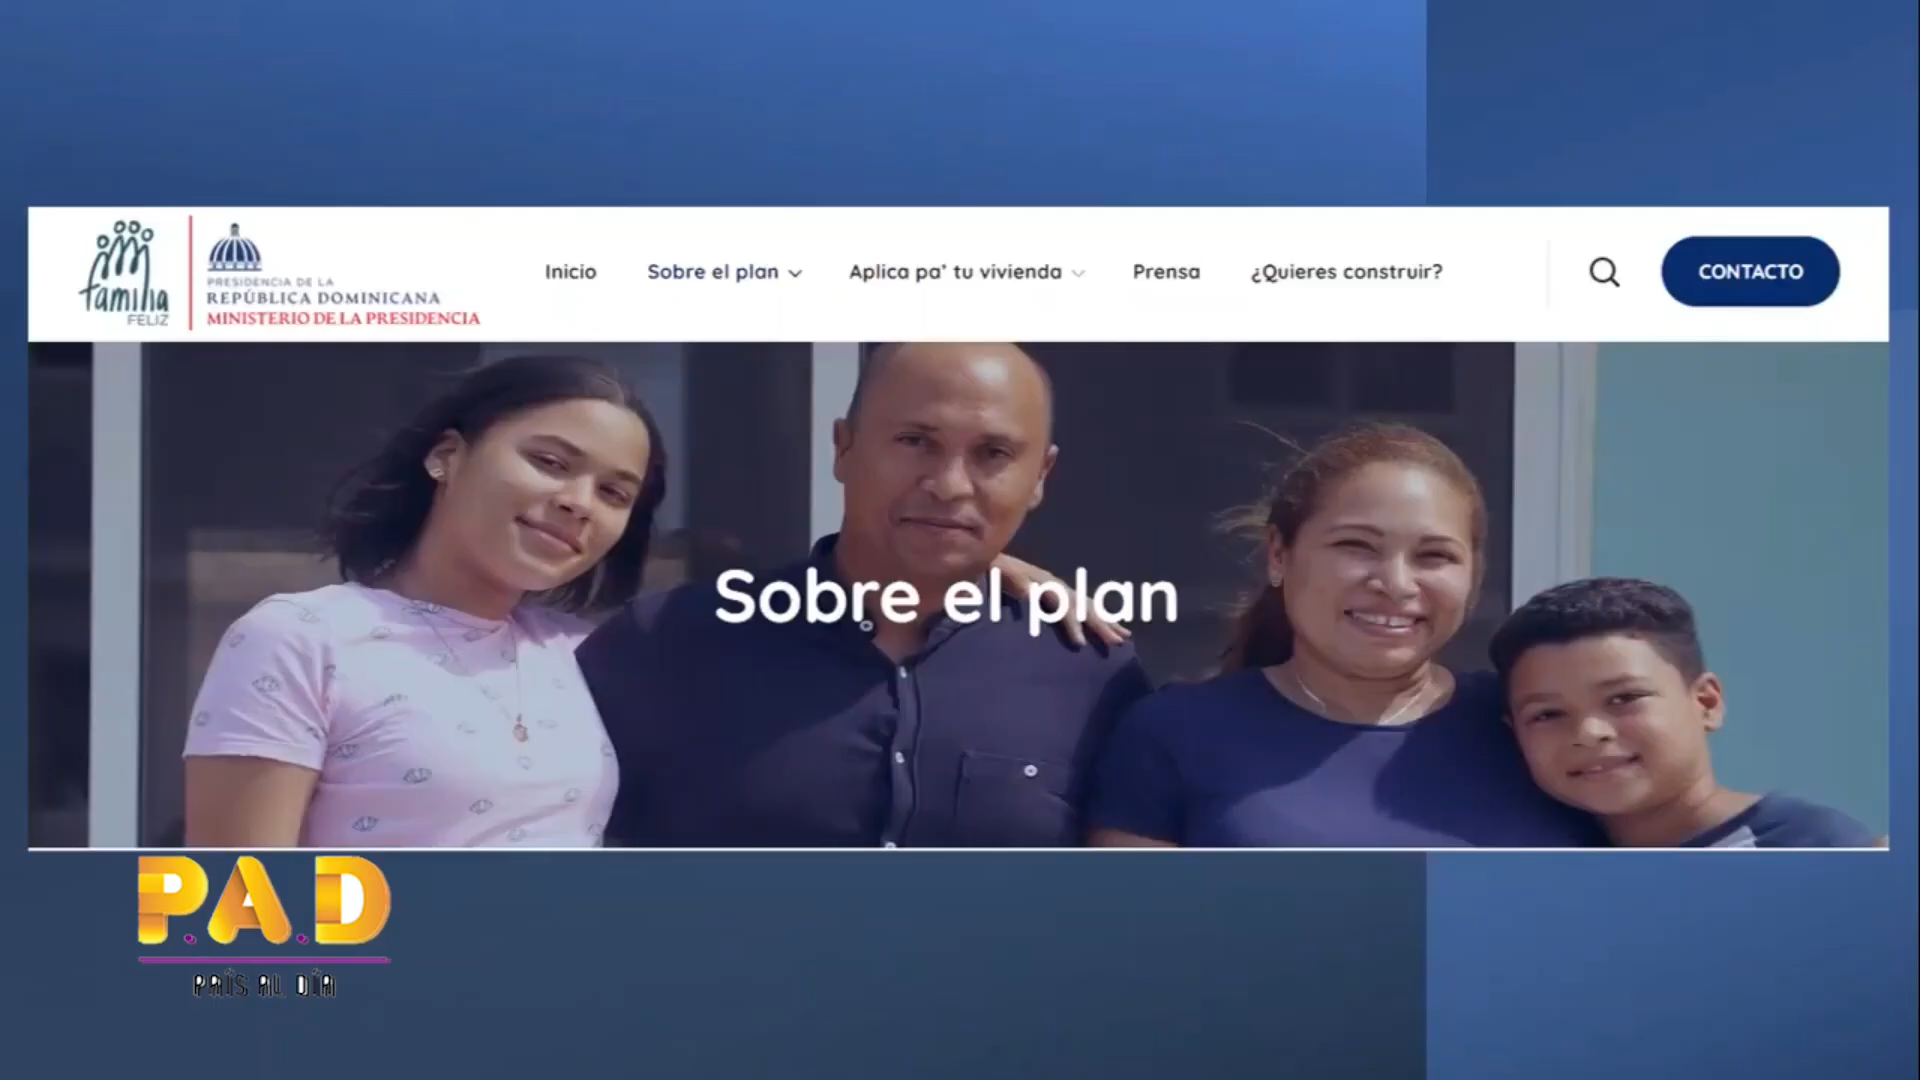 familia
FELIZ
PRESIDENCIA DE LA
REPÚBLICA DOMINICANA
MINISTERIO DE LA PRESIDENCIA
Inicio
Sobre el plan
Aplica pa' tu vivienda
Prensa
¿Quieres construir?
CONTACTO
Sobre el plan
P.A.D
PAÍS AL DÍA